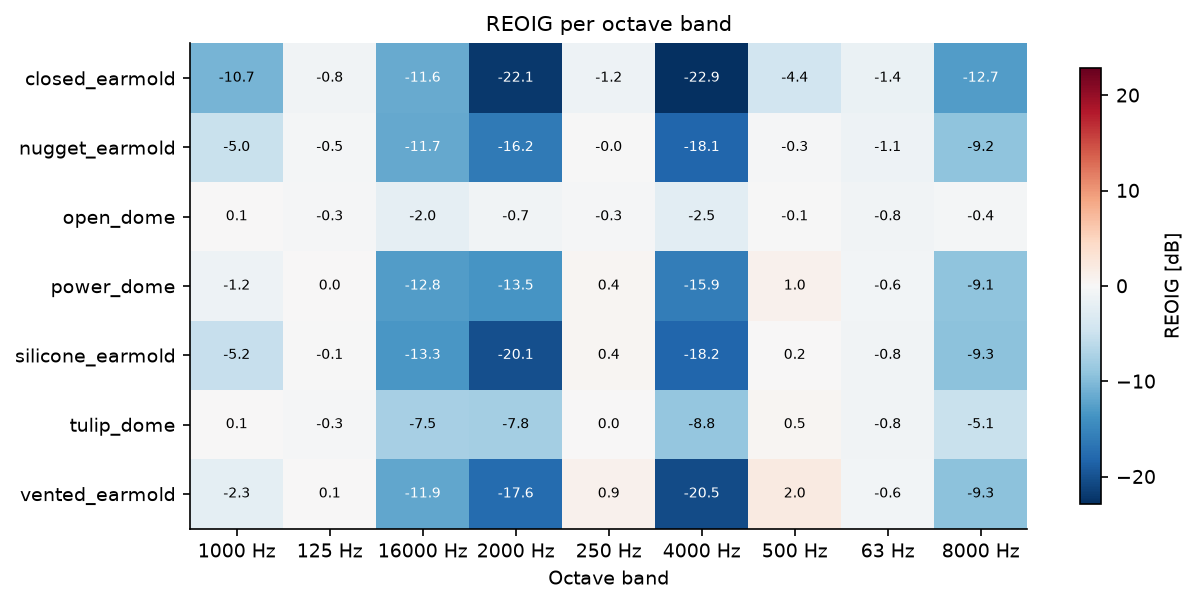 REOIG per octave band
closed_earmold -10.7 -0.8 -11.6 -22.1 -1.2 -22.9 -4.4 -1.4 -12.7
nugget_earmold -5.0 -0.5 -11.7 -16.2 -0.0 -18.1 -0.3 -1.1 -9.2
open_dome 0.1 -0.3 -2.0 -0.7 -0.3 -2.5 -0.1 -0.8 -0.4
power_dome -1.2 0.0 -12.8 -13.5 0.4 -15.9 1.0 -0.6 -9.1
silicone_earmold -5.2 -0.1 -13.3 -20.1 0.4 -18.2 0.2 -0.8 -9.3
tulip_dome 0.1 -0.3 -7.5 -7.8 0.0 -8.8 0.5 -0.8 -5.1
vented_earmold -2.3 0.1 -11.9 -17.6 0.9 -20.5 2.0 -0.6 -9.3
1000 Hz 125 Hz 16000 Hz 2000 Hz 250 Hz 4000 Hz 500 Hz 63 Hz 8000 Hz
Octave band
20
10
0
−10
−20
REOIG [dB]